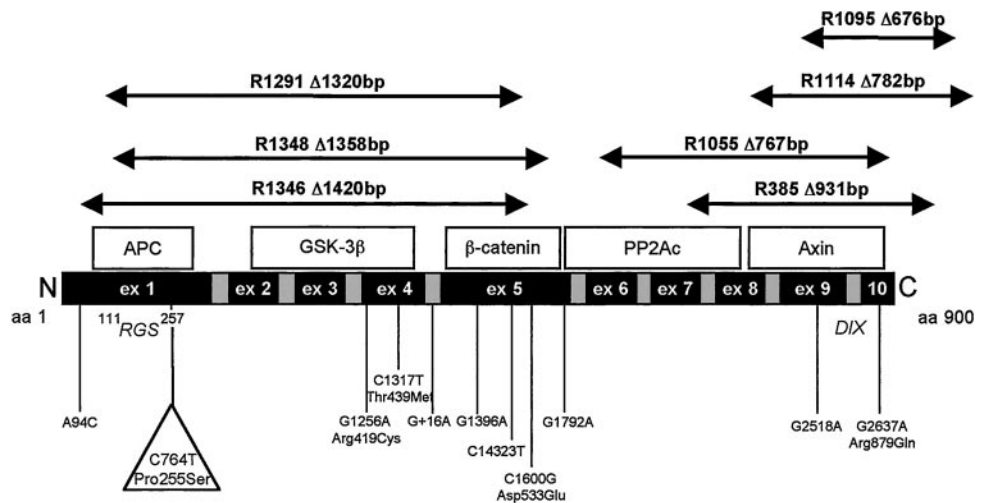 R1095 Δ676bp
R1291 Δ1320bp R1114 Δ782bp
R1348 Δ1358bp R1055 Δ767bp
R1346 Δ1420bp R385 Δ931bp
APC GSK-3β β-catenin PP2Ac Axin
N ex 1 ex 2 ex 3 ex 4 ex 5 ex 6 ex 7 ex 8 ex 9 10 C
aa 1 111 RGS 257 DIX aa 900
C1317T
Thr439Met
A94C G1256A G+16A G1396A G1792A G2518A G2637A
Arg419Cys Arg879Gln
C14323T
C764T
Pro255Ser
C1600G
Asp533Glu